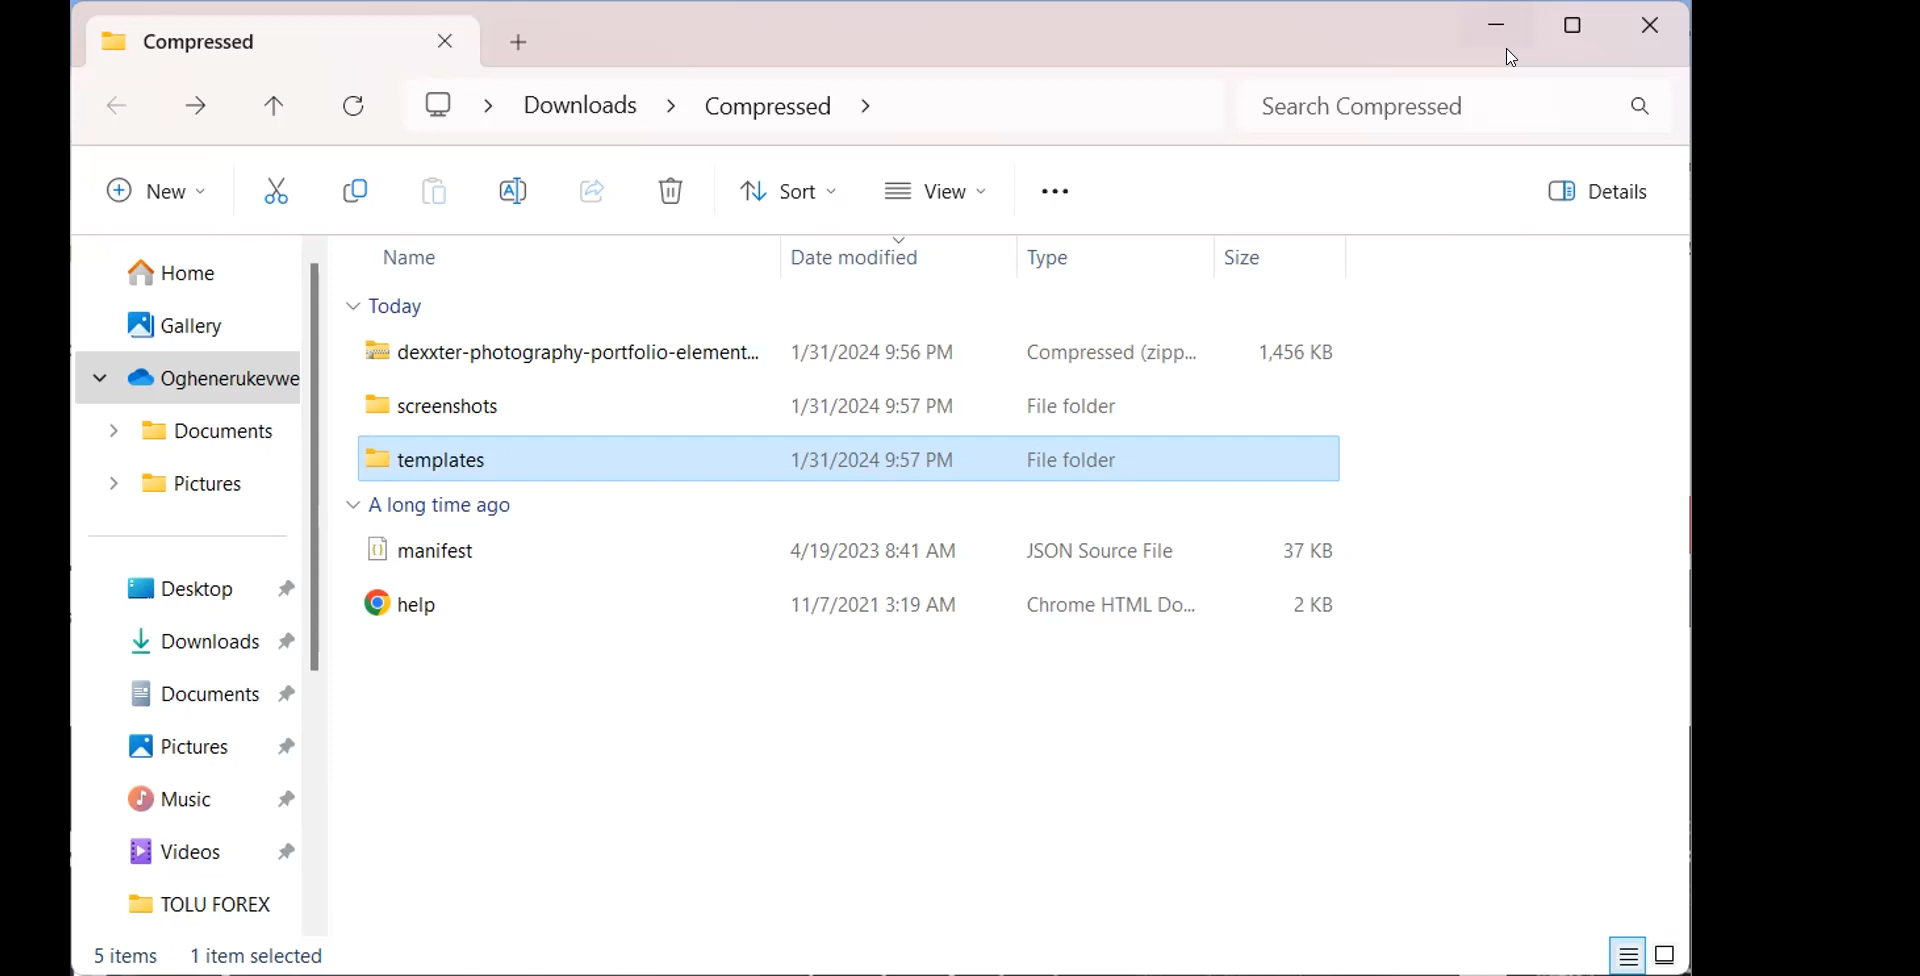 Compressed
Downloads > Compressed >
Search Compressed
New
Sort
View
Details
Name
Date modified
Type
Size
Home
Gallery
Oghenerukevwe
Documents
Pictures
Desktop
Downloads
Documents
Pictures
Music
Videos
TOLU FOREX
Today
dexxter-photography-portfolio-element... 1/31/2024 9:56 PM Compressed (zipp... 1,456 KB
screenshots 1/31/2024 9:57 PM File folder
templates 1/31/2024 9:57 PM File folder
A long time ago
manifest 4/19/2023 8:41 AM JSON Source File 37 KB
help 11/7/2021 3:19 AM Chrome HTML Do... 2 KB
5 items 1 item selected